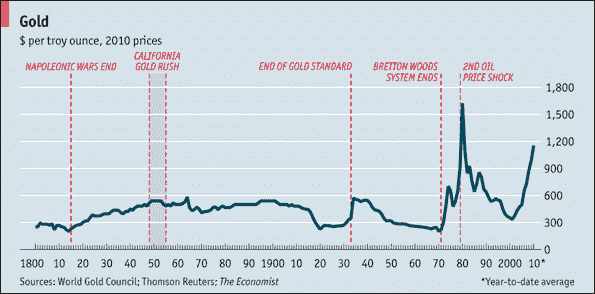 Gold
$ per troy ounce, 2010 prices
NAPOLEONIC WARS END
CALIFORNIA
GOLD RUSH
END OF GOLD STANDARD
BRETTON WOODS
SYSTEM ENDS
2ND OIL
PRICE SHOCK
1,800
1,500
1,200
900
600
300
0
1800 10 20 30 40 50 60 70 80 90 1900 10 20 30 40 50 60 70 80 90 2000 10*
Sources: World Gold Council; Thomson Reuters; The Economist
*Year-to-date average